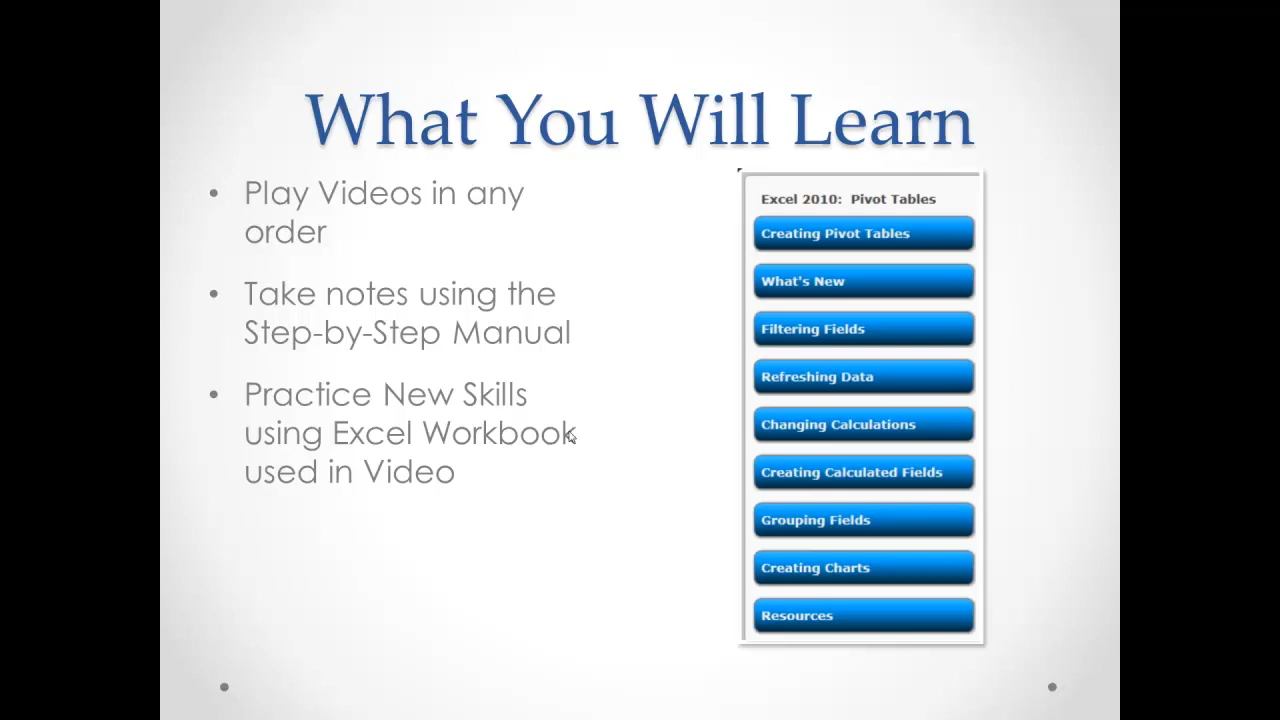 What You Will Learn
• Play Videos in any
order
• Take notes using the
Step-by-Step Manual
• Practice New Skills
using Excel Workbook
used in Video
Excel 2010: Pivot Tables
Creating Pivot Tables
What's New
Filtering Fields
Refreshing Data
Changing Calculations
Creating Calculated Fields
Grouping Fields
Creating Charts
Resources